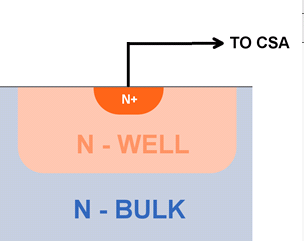 TO CSA
N+
N - WELL
N - BULK